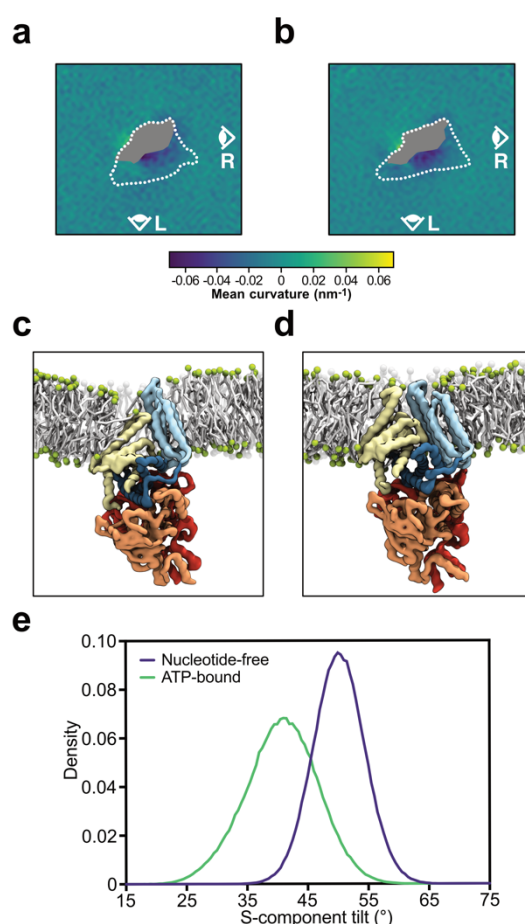 a
b
R
L
R
L
-0.06 -0.04 -0.02 0 0.02 0.04 0.06
Mean curvature (nm⁻¹)
c
d
e
0.10
0.08
0.06
0.04
0.02
0
Density
Nucleotide-free
ATP-bound
15 25 35 45 55 65 75
S-component tilt (°)